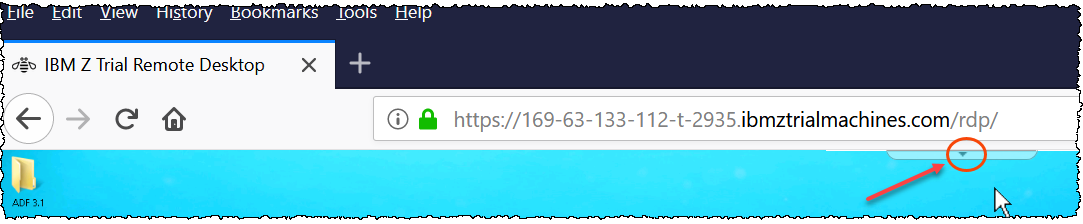 File Edit View History Bookmarks Tools Help
IBM Z Trial Remote Desktop
https://169-63-133-112-t-2935.ibmztrialmachines.com/rdp/
ADF 3.1